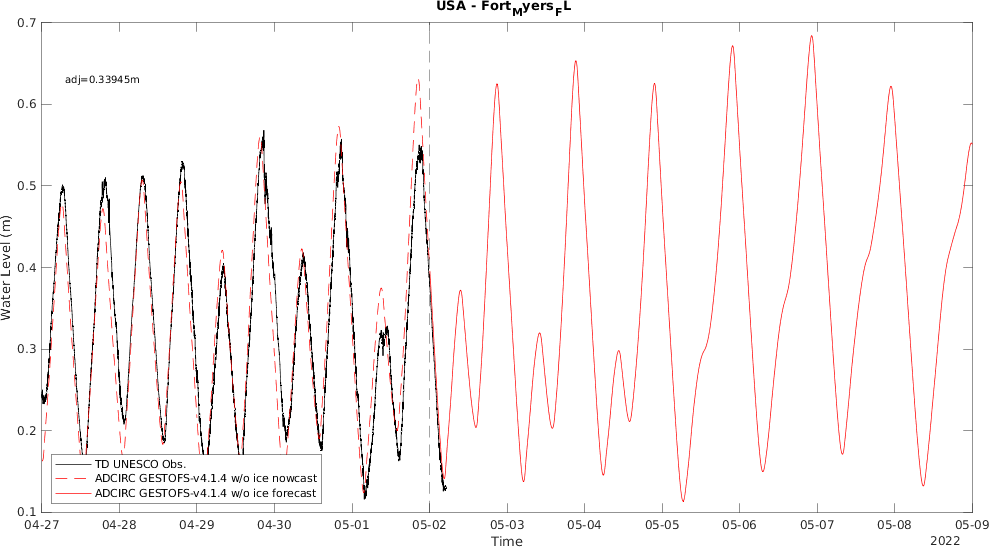 USA - FortMyersFL
adj=0.33945m
Water Level (m)
0.7
0.6
0.5
0.4
0.3
0.2
0.1
TD UNESCO Obs.
ADCIRC GESTOFS-v4.1.4 w/o ice nowcast
ADCIRC GESTOFS-v4.1.4 w/o ice forecast
04-27 04-28 04-29 04-30 05-01 05-02 05-03 05-04 05-05 05-06 05-07 05-08 05-09
Time
2022